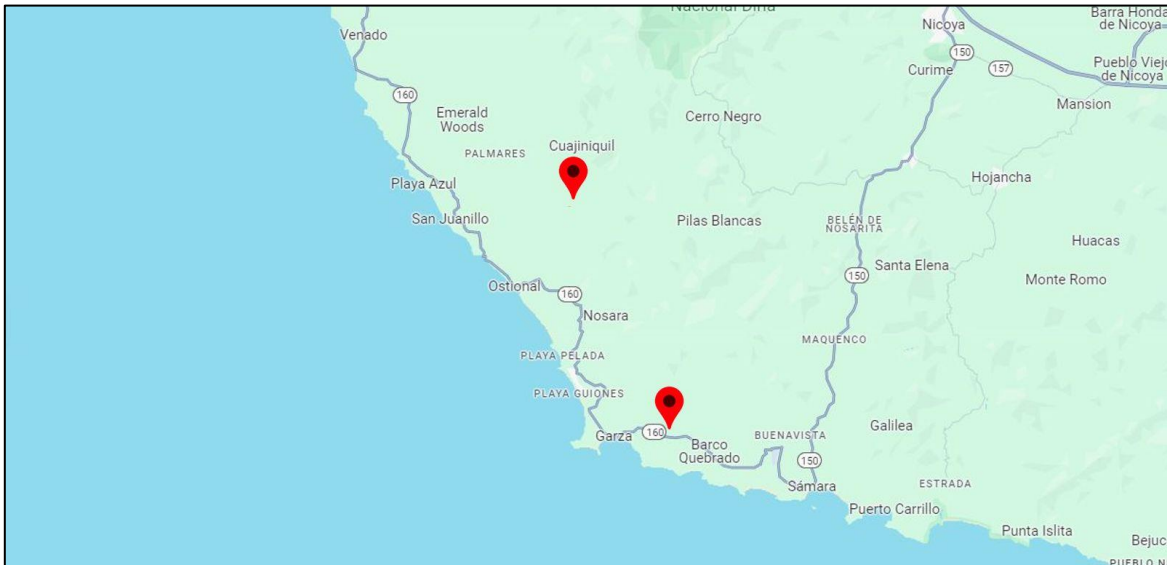 Nacional Diriá
Barra Honda
de Nicoya
Nicoya
Venado
150
Curime
157
Pueblo Viejo
de Nicoya
160
Mansion
Emerald
Woods
Cerro Negro
Cuajiniquil
PALMARES
Hojancha
Playa Azul
San Juanillo
Pilas Blancas
BELÉN DE
NOSARITA
Huacas
Santa Elena
150
Monte Romo
Ostional
160
Nosara
MAQUENCO
PLAYA PELADA
PLAYA GUIONES
Galilea
Garza
160
BUENAVISTA
Barco
Quebrado
150
Sámara
ESTRADA
Puerto Carrillo
Punta Islita
Bejuc
PUEBLO N